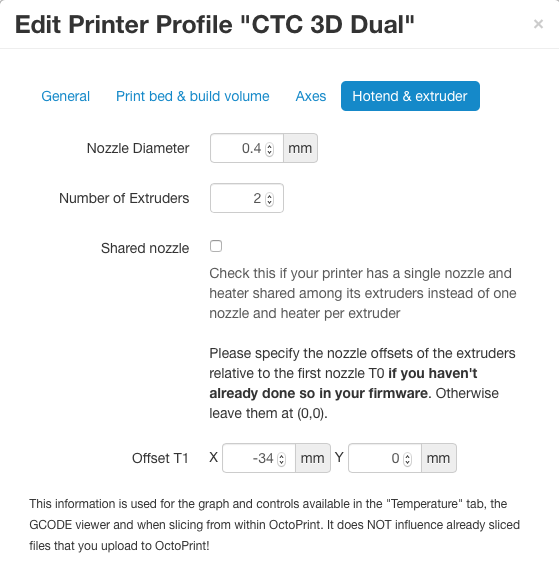 Edit Printer Profile "CTC 3D Dual" ×
General Print bed & build volume Axes Hotend & extruder
Nozzle Diameter 0.4 mm
Number of Extruders 2
Shared nozzle
Check this if your printer has a single nozzle and
heater shared among its extruders instead of one
nozzle and heater per extruder
Please specify the nozzle offsets of the extruders
relative to the first nozzle T0 if you haven't
already done so in your firmware. Otherwise
leave them at (0,0).
Offset T1 X -34 mm Y 0 mm
This information is used for the graph and controls available in the "Temperature" tab, the
GCODE viewer and when slicing from within OctoPrint. It does NOT influence already sliced
files that you upload to OctoPrint!